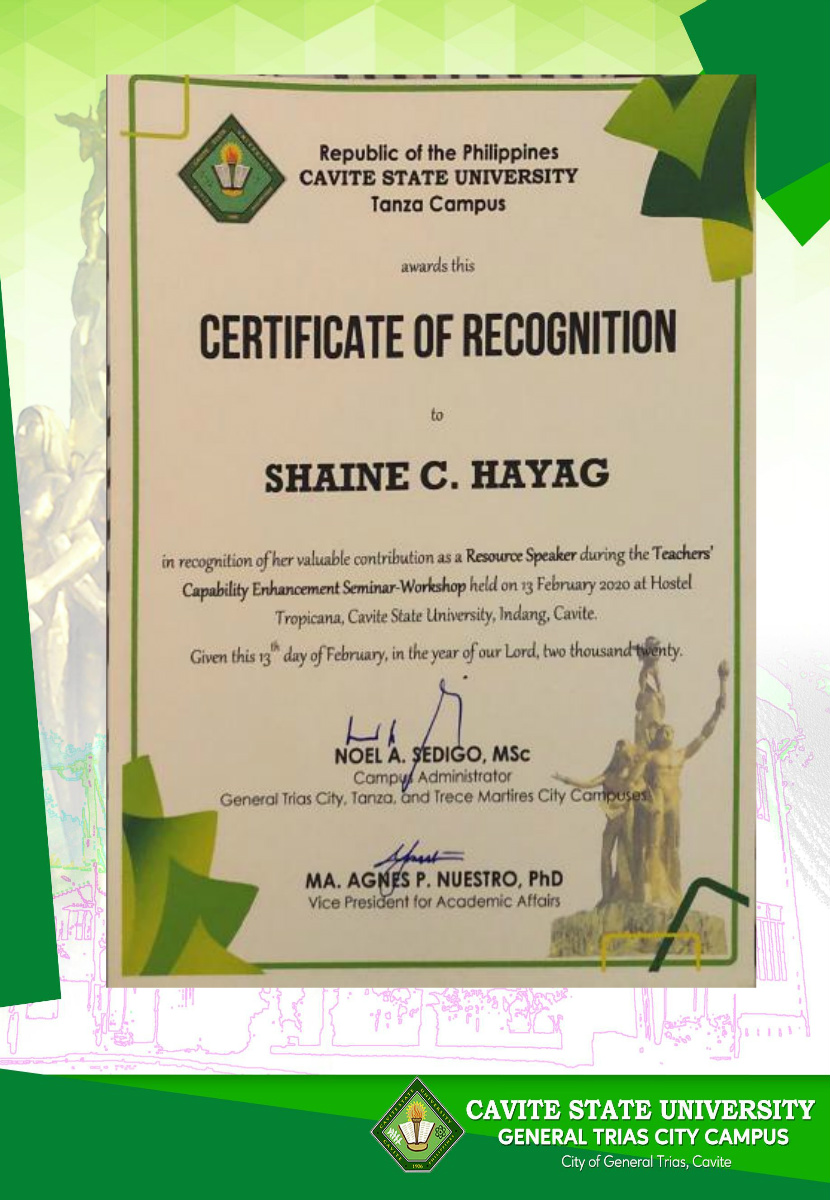 Republic of the Philippines
CAVITE STATE UNIVERSITY
Tanza Campus
awards this
CERTIFICATE OF RECOGNITION
to
SHAINE C. HAYAG
in recognition of her valuable contribution as a Resource Speaker during the Teachers'
Capability Enhancement Seminar-Workshop held on 13 February 2020 at Hostel
Tropicana, Cavite State University, Indang, Cavite.
Given this 13th day of February, in the year of our Lord, two thousand twenty.
NOEL A. SEDIGO, MSc
Campus Administrator
General Trias City, Tanza, and Trece Martires City Campuses
MA. AGNES P. NUESTRO, PhD
Vice President for Academic Affairs
CAVITE STATE UNIVERSITY
GENERAL TRIAS CITY CAMPUS
City of General Trias, Cavite